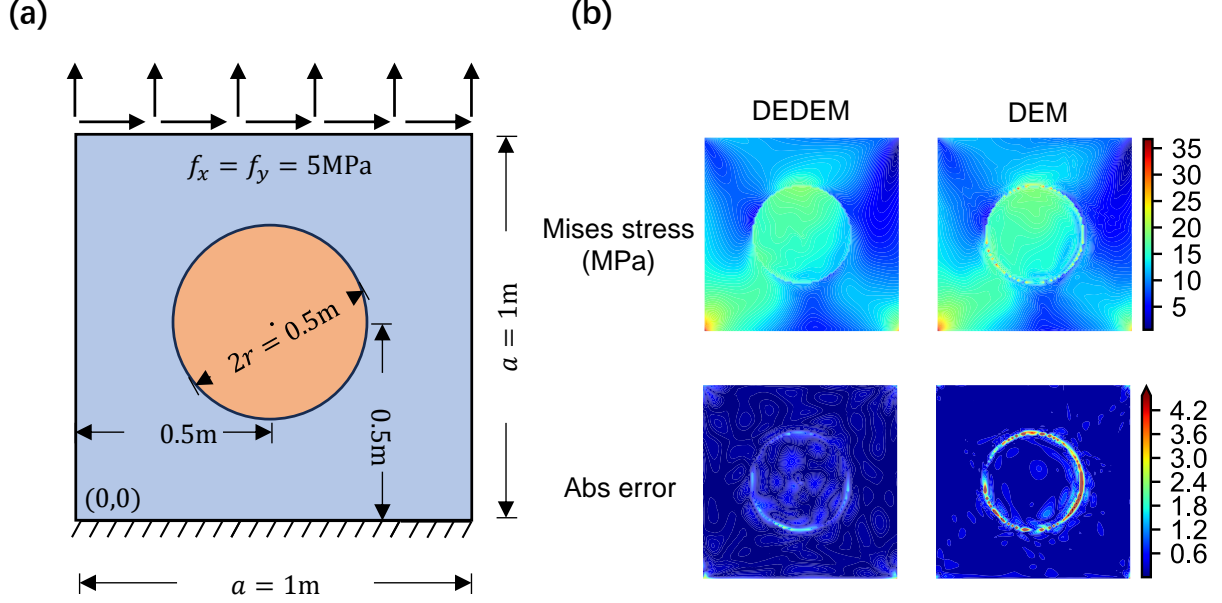 (a)
f_x = f_y = 5MPa
2r = 0.5m
0.5m
0.5m
(0,0)
a = 1m
a = 1m
(b)
DEDEM
DEM
Mises stress
(MPa)
35
30
25
20
15
10
5
Abs error
4.2
3.6
3.0
2.4
1.8
1.2
0.6